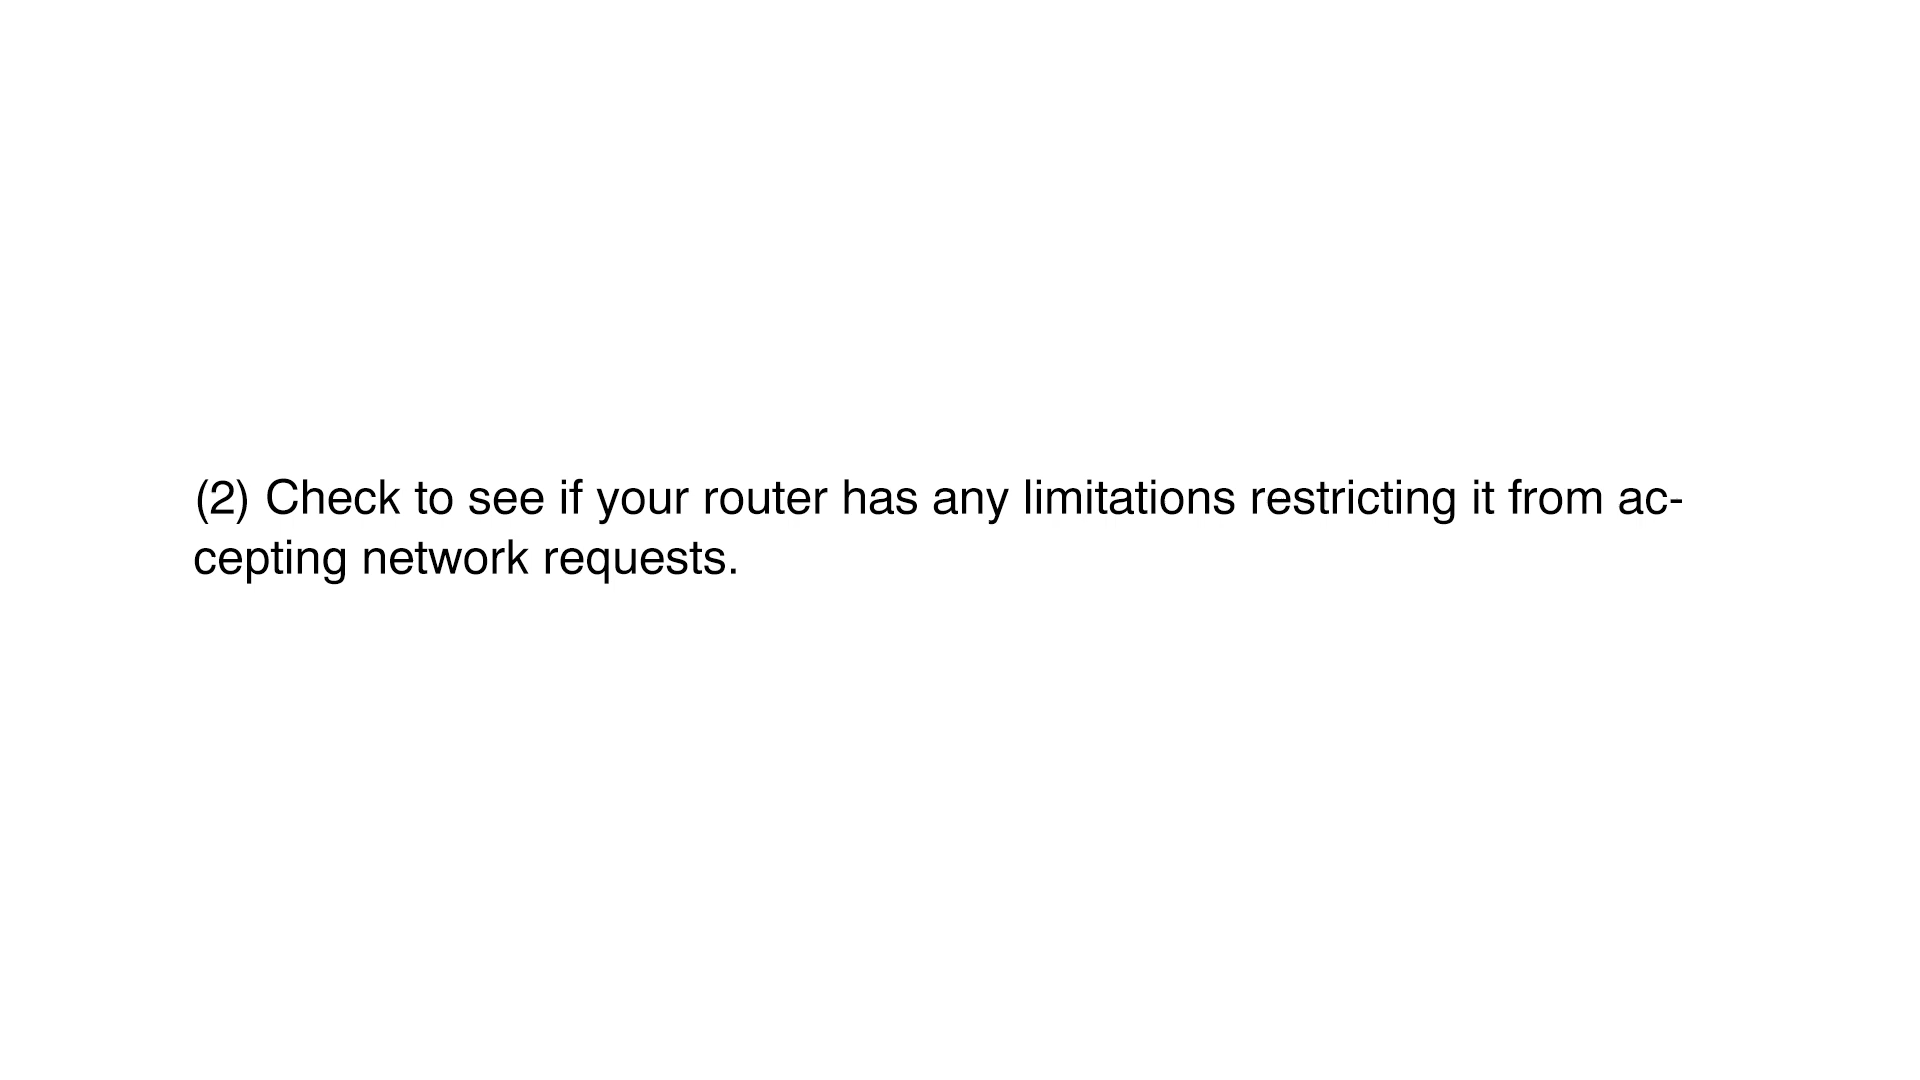 (2) Check to see if your router has any limitations restricting it from ac-
cepting network requests.